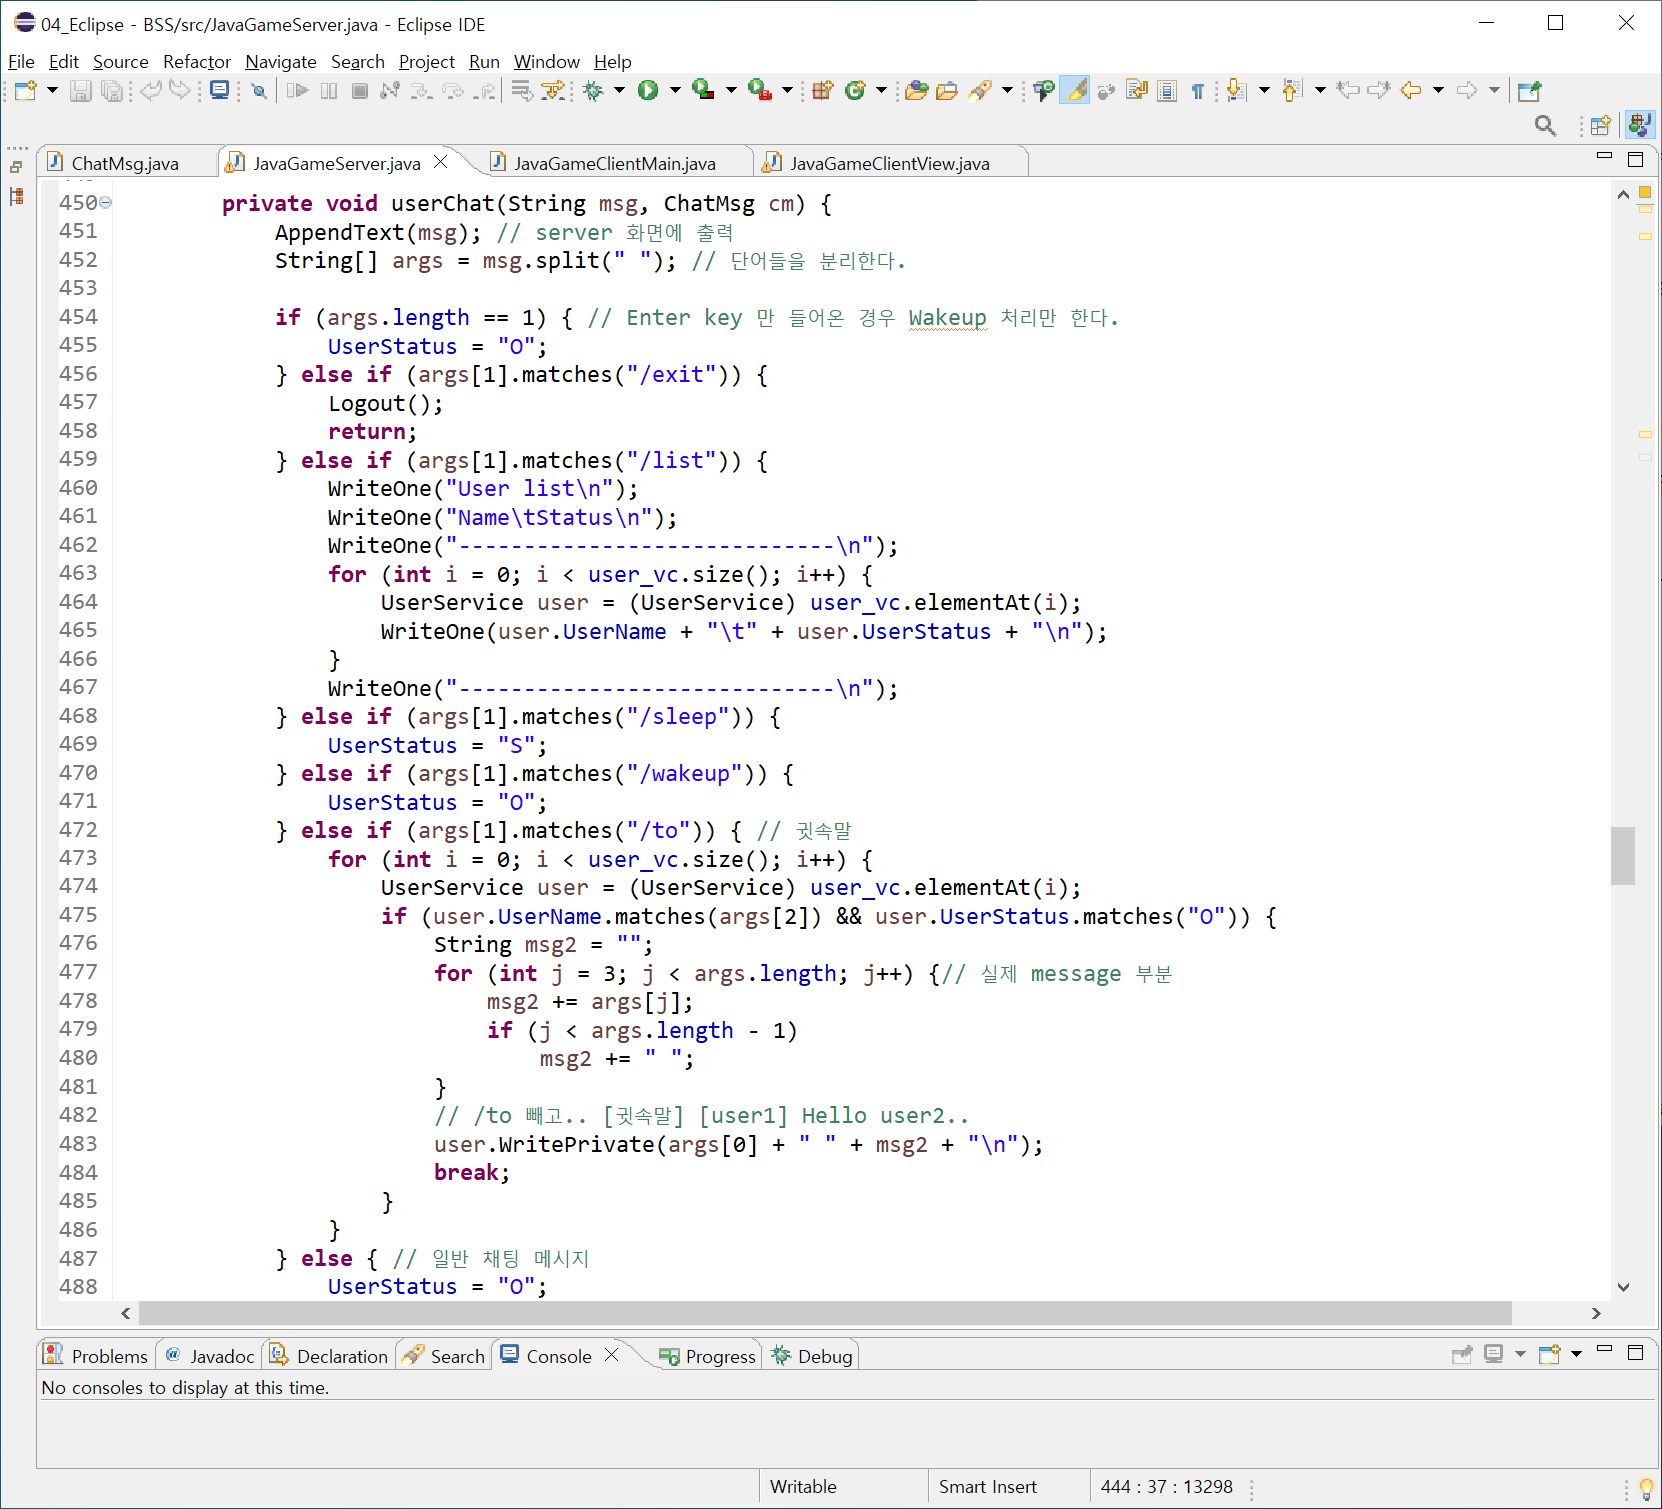 04_Eclipse - BSS/src/JavaGameServer.java - Eclipse IDE
File Edit Source Refactor Navigate Search Project Run Window Help
ChatMsg.java JavaGameServer.java JavaGameClientMain.java JavaGameClientView.java
450 private void userChat(String msg, ChatMsg cm) {
451 AppendText(msg); // server 화면에 출력
452 String[] args = msg.split(" "); // 단어들을 분리한다.
453
454 if (args.length == 1) { // Enter key 만 들어온 경우 Wakeup 처리만 한다.
455 UserStatus = "O";
456 } else if (args[1].matches("/exit")) {
457 Logout();
458 return;
459 } else if (args[1].matches("/list")) {
460 WriteOne("User list\n");
461 WriteOne("Name\tStatus\n");
462 WriteOne("-----------------------------\n");
463 for (int i = 0; i < user_vc.size(); i++) {
464 UserService user = (UserService) user_vc.elementAt(i);
465 WriteOne(user.UserName + "\t" + user.UserStatus + "\n");
466 }
467 WriteOne("-----------------------------\n");
468 } else if (args[1].matches("/sleep")) {
469 UserStatus = "S";
470 } else if (args[1].matches("/wakeup")) {
471 UserStatus = "O";
472 } else if (args[1].matches("/to")) { // 귓속말
473 for (int i = 0; i < user_vc.size(); i++) {
474 UserService user = (UserService) user_vc.elementAt(i);
475 if (user.UserName.matches(args[2]) && user.UserStatus.matches("O")) {
476 String msg2 = "";
477 for (int j = 3; j < args.length; j++) {// 실제 message 부분
478 msg2 += args[j];
479 if (j < args.length - 1)
480 msg2 += " ";
481 }
482 // /to 빼고.. [귓속말] [user1] Hello user2..
483 user.WritePrivate(args[0] + " " + msg2 + "\n");
484 break;
485 }
486 }
487 } else { // 일반 채팅 메시지
488 UserStatus = "O";
Problems Javadoc Declaration Search Console Progress Debug
No consoles to display at this time.
Writable Smart Insert 444 : 37 : 13298